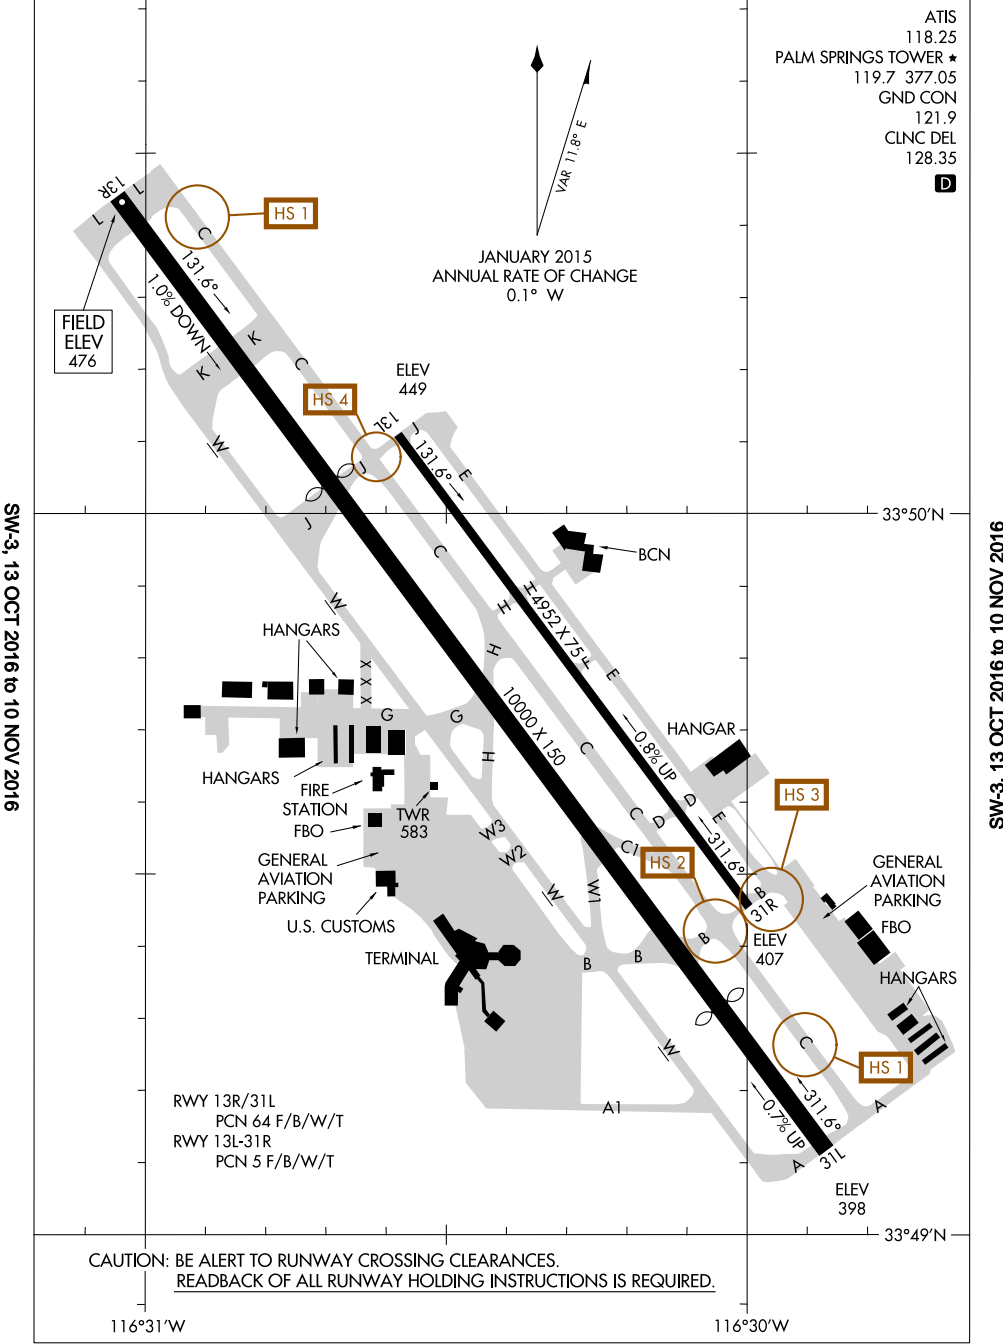 ATIS
118.25
PALM SPRINGS TOWER ★
119.7 377.05
GND CON
121.9
CLNC DEL
128.35
D
VAR 11.8° E
JANUARY 2015
ANNUAL RATE OF CHANGE
0.1° W
13R
L
L
HS 1
C
131.6°
1.0% DOWN
FIELD
ELEV
476
K
K
C
ELEV
449
HS 4
13L
J
131.6°
E
W
J
J
C
33°50'N
BCN
SW-3, 13 OCT 2016 to 10 NOV 2016
SW-3, 13 OCT 2016 to 10 NOV 2016
W
H
H
4952 X 75
F
E
HANGARS
X
X
X
H
G
G
10000 X 150
H
C
0.8% UP
HANGAR
HANGARS
FIRE
STATION
FBO
TWR
583
W3
W2
C
D
D
E
HS 3
C1
HS 2
311.6°
GENERAL
AVIATION
PARKING
GENERAL
AVIATION
PARKING
U.S. CUSTOMS
W
W1
B
31R
FBO
TERMINAL
B
B
B
ELEV
407
HANGARS
W
C
HS 1
RWY 13R/31L
PCN 64 F/B/W/T
RWY 13L-31R
PCN 5 F/B/W/T
A1
0.7% UP
311.6°
A
A
31L
ELEV
398
33°49'N
CAUTION: BE ALERT TO RUNWAY CROSSING CLEARANCES.
READBACK OF ALL RUNWAY HOLDING INSTRUCTIONS IS REQUIRED.
116°31'W
116°30'W